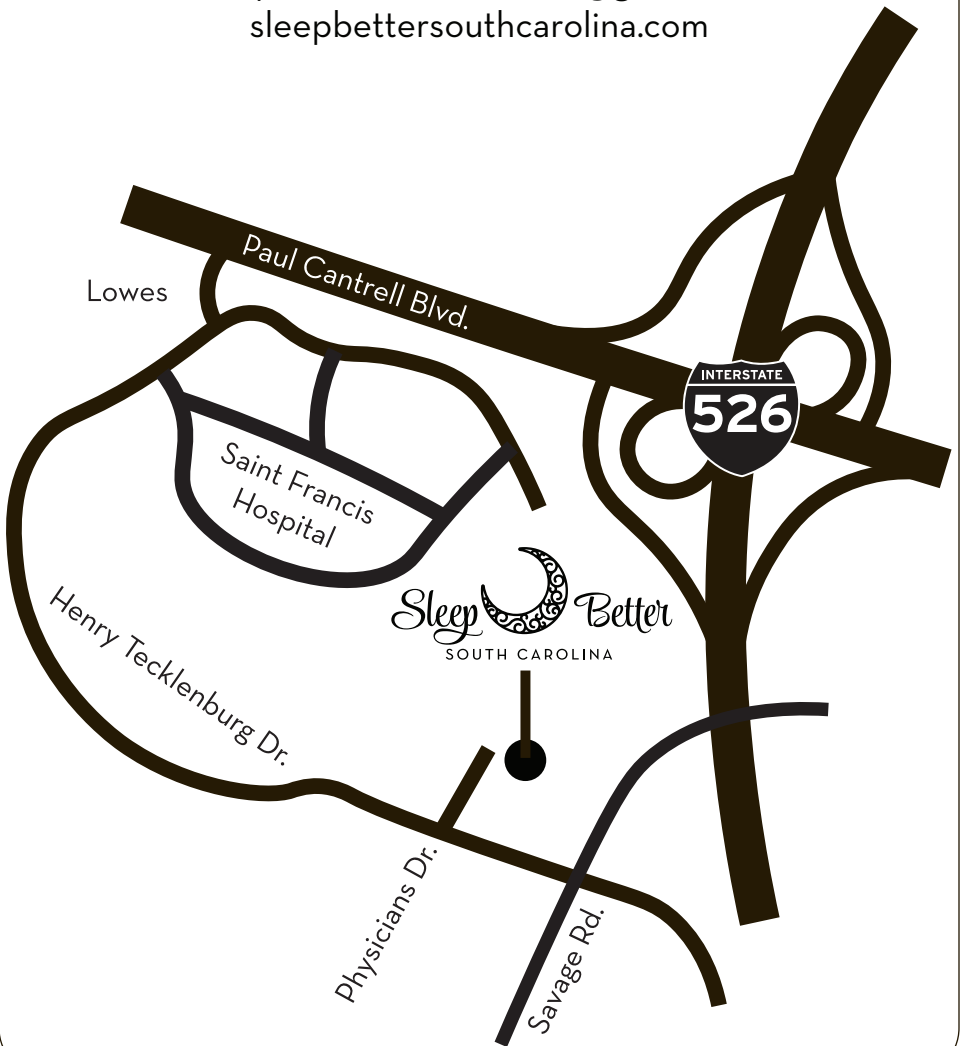 sleepbettersouthcarolina.com
Paul Cantrell Blvd.
Lowes
INTERSTATE
526
Saint Francis
Hospital
Sleep Better
SOUTH CAROLINA
Henry Tecklenburg Dr.
Physicians Dr.
Savage Rd.